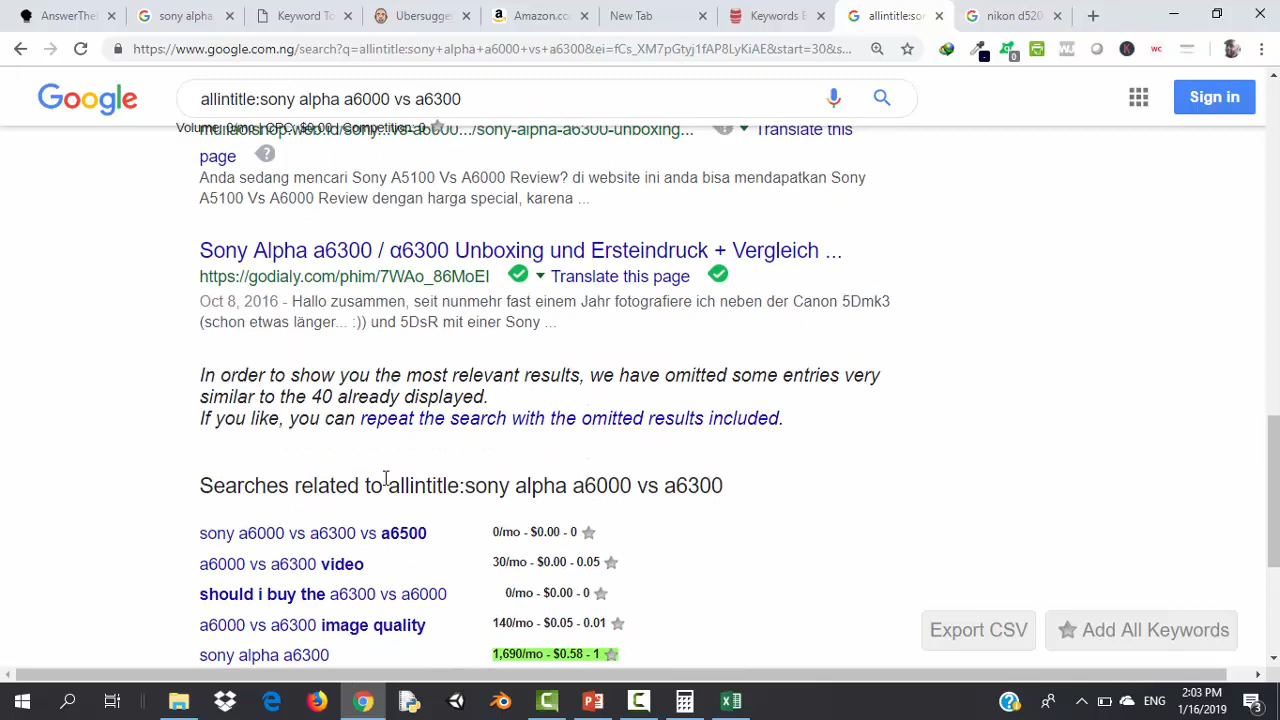 AnswerThe
sony alpha
Keyword To
Ubersugge
Amazon.co
New Tab
Keywords E
allintitle:so
nikon d520
https://www.google.com.ng/search?q=allintitle:sony+alpha+a6000+vs+a6300&ei=fCs_XM7pGtyj1fAP8LyKiAE&start=30&s...
Google
allintitle:sony alpha a6000 vs a6300
Sign in
Volume: 0/mo CPC: $0.00 Competition: 0
Translate this
page
Anda sedang mencari Sony A5100 Vs A6000 Review? di website ini anda bisa mendapatkan Sony
A5100 Vs A6000 Review dengan harga special, karena ...
Sony Alpha a6300 / α6300 Unboxing und Ersteindruck + Vergleich ...
https://godialy.com/phim/7WAo_86MoEI
Translate this page
Oct 8, 2016 - Hallo zusammen, seit nunmehr fast einem Jahr fotografiere ich neben der Canon 5Dmk3
(schon etwas länger... :)) und 5DsR mit einer Sony ...
In order to show you the most relevant results, we have omitted some entries very
similar to the 40 already displayed.
If you like, you can repeat the search with the omitted results included.
Searches related to allintitle:sony alpha a6000 vs a6300
sony a6000 vs a6300 vs a6500 0/mo - $0.00 - 0
a6000 vs a6300 video 30/mo - $0.00 - 0.05
should i buy the a6300 vs a6000 0/mo - $0.00 - 0
a6000 vs a6300 image quality 140/mo - $0.05 - 0.01
sony alpha a6300 1,690/mo - $0.58 - 1
Export CSV
Add All Keywords
ENG
2:03 PM
1/16/2019
3